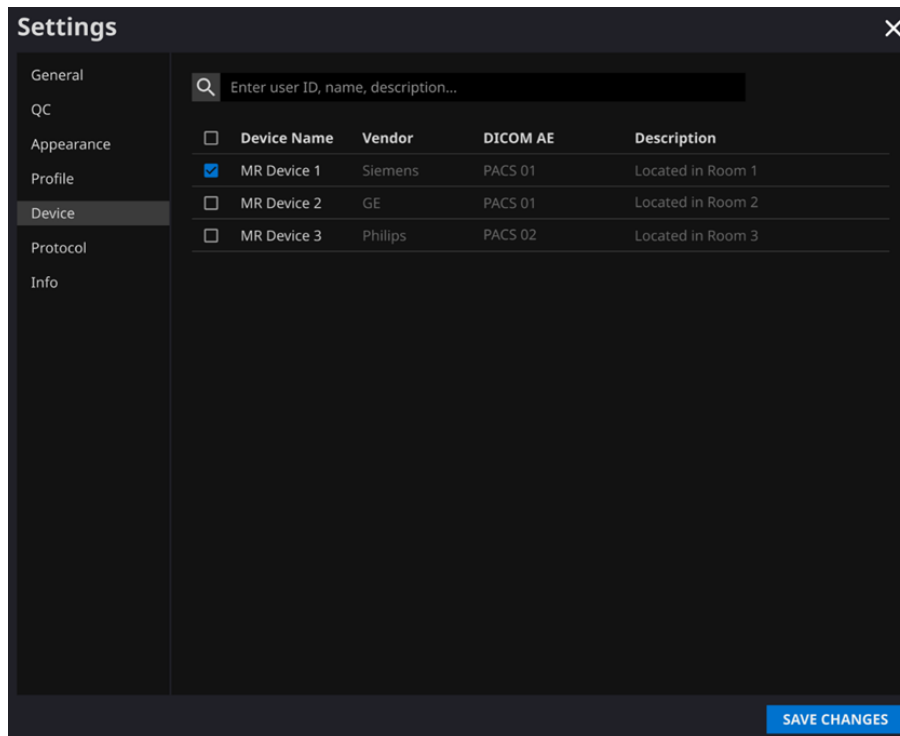 Settings
General
QC
Appearance
Profile
Device
Protocol
Info
Enter user ID, name, description...
Device Name Vendor DICOM AE Description
MR Device 1 Siemens PACS 01 Located in Room 1
MR Device 2 GE PACS 01 Located in Room 2
MR Device 3 Philips PACS 02 Located in Room 3
SAVE CHANGES